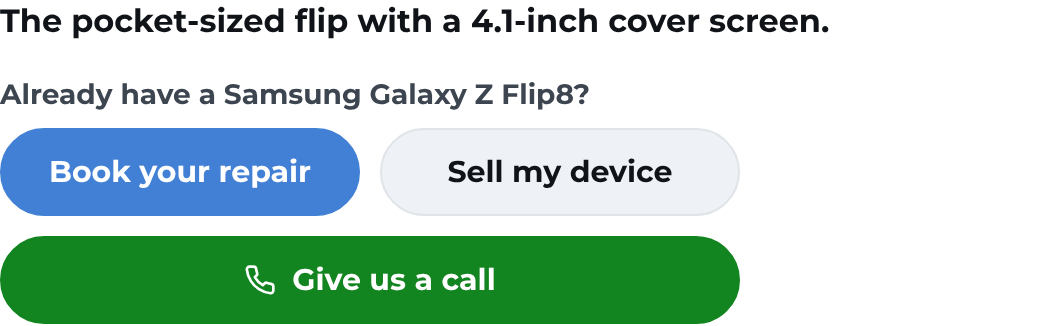 The pocket-sized flip with a 4.1-inch cover screen.
Already have a Samsung Galaxy Z Flip8?
Book your repair
Sell my device
Give us a call